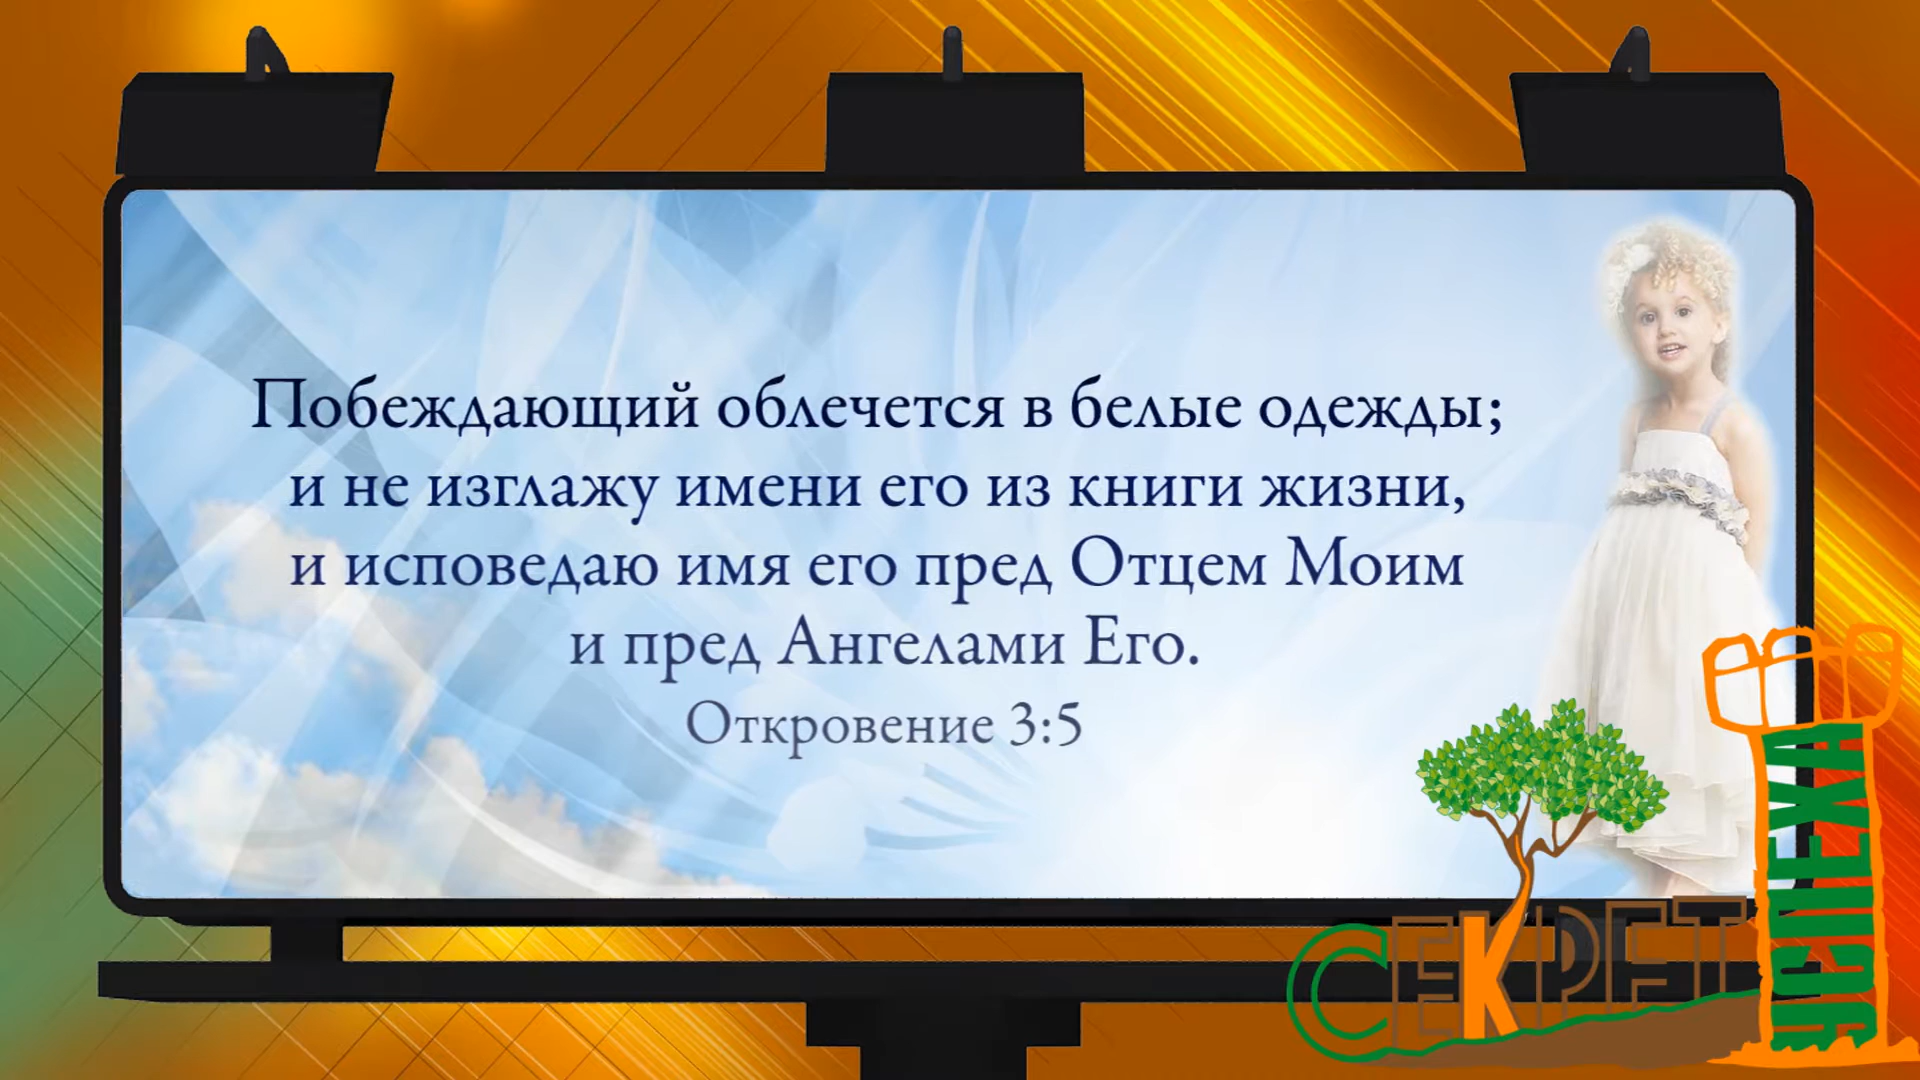 Побеждающий облечется в белые одежды;
и не изглажу имени его из книги жизни,
и исповедаю имя его пред Отцем Моим
и пред Ангелами Его.
Откровение 3:5
СЕКРЕТ
УСПЕХА